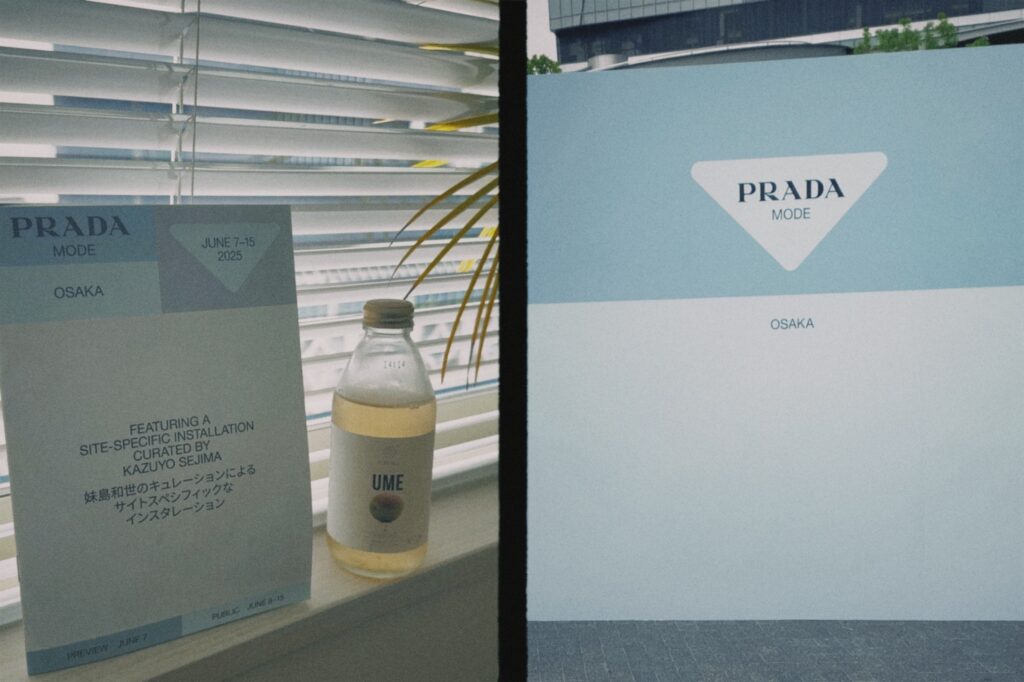 PRADA
MODE
OSAKA
JUNE 7–15
2025
FEATURING A
SITE-SPECIFIC INSTALLATION
CURATED BY
KAZUYO SEJIMA
妹島和世のキュレーションによる
サイトスペシフィックな
インスタレーション
PREVIEW JUNE 7
PUBLIC JUNE 8–15
UME
PRADA
MODE
OSAKA